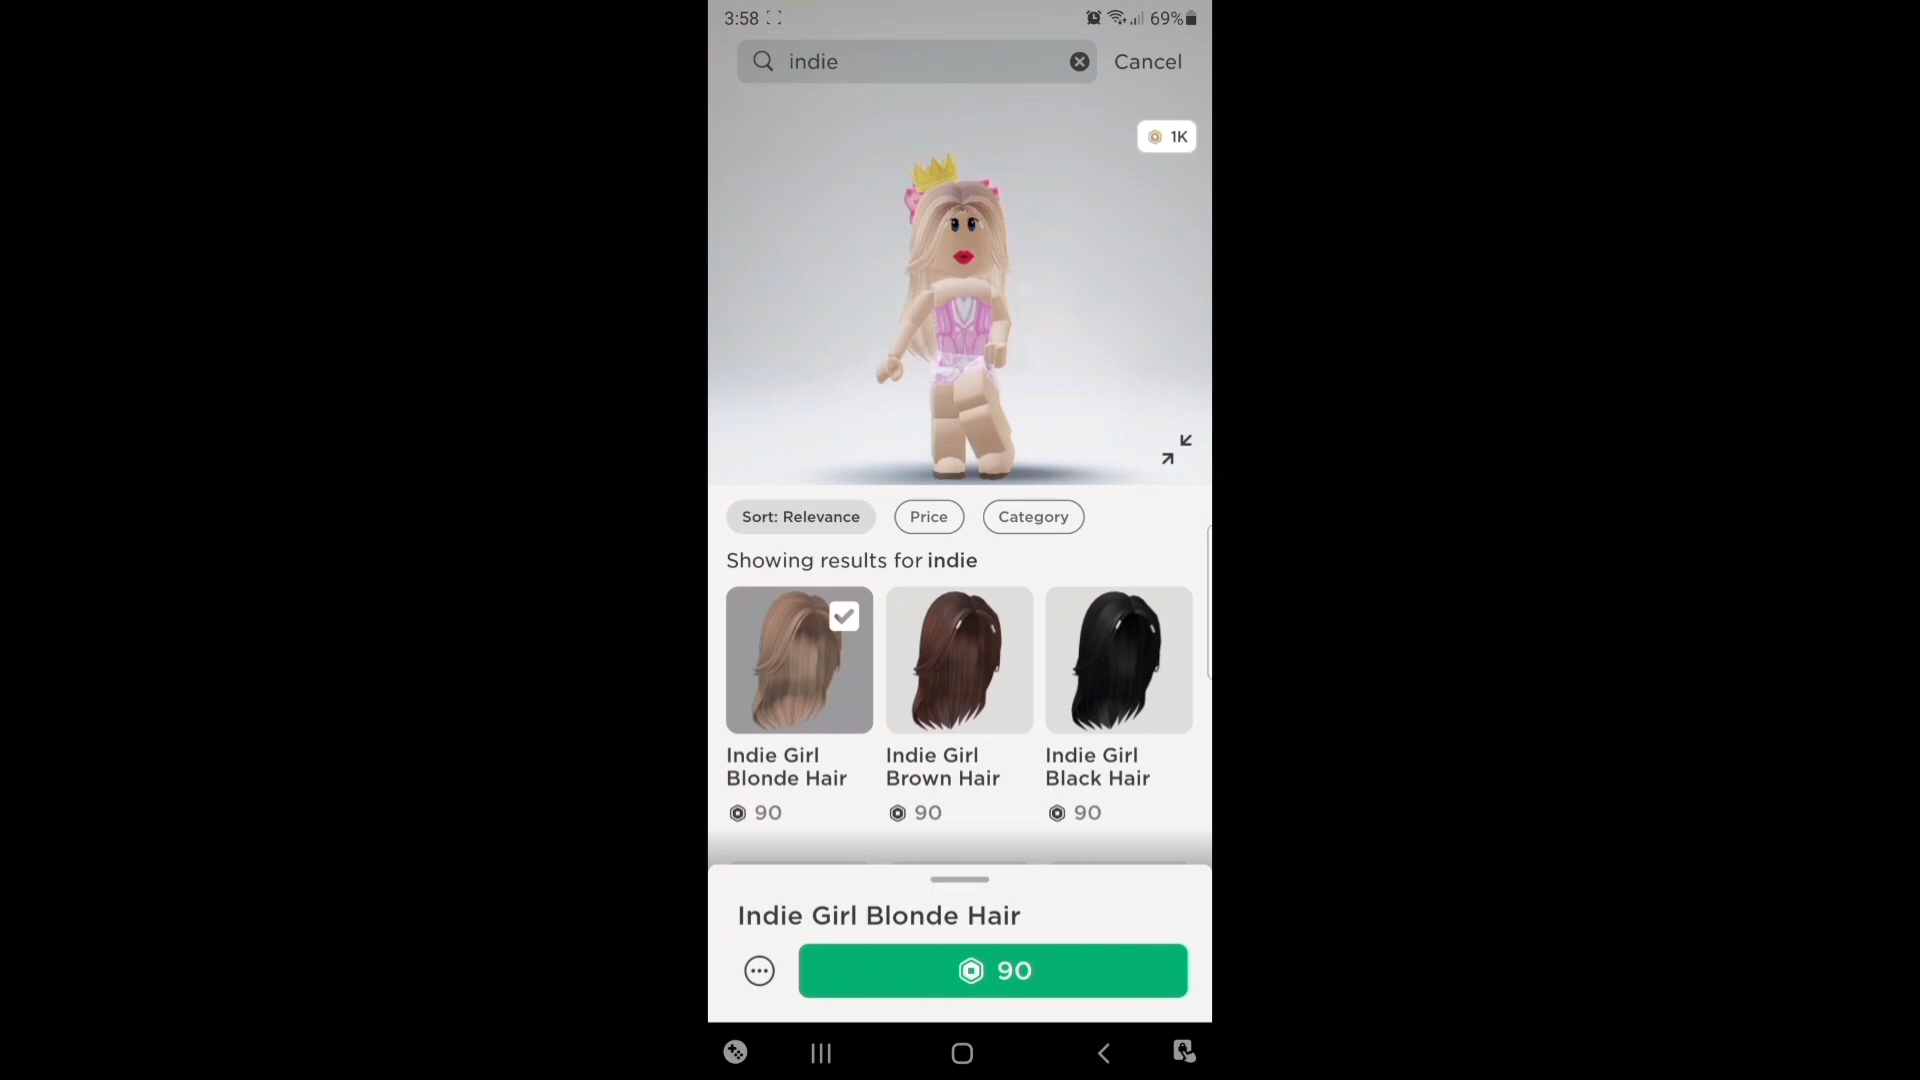 3:58
69%
indie
Cancel
1K
Sort: Relevance
Price
Category
Showing results for indie
Indie Girl
Blonde Hair
90
Indie Girl
Brown Hair
90
Indie Girl
Black Hair
90
Indie Girl Blonde Hair
90